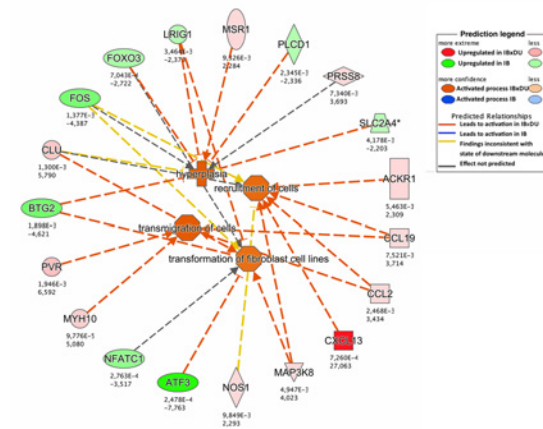 LRIG1
3,464E-3
-2,378
MSR1
9,926E-3
2,284
PLCD1
2,345E-3
-2,336
FOXO3
7,043E-4
-2,722
PRSS8
7,340E-3
3,693
FOS
1,377E-3
-4,387
SLC2A4*
4,178E-3
-2,203
CLU
1,300E-3
5,790
hyperplasia
recruitment of cells
ACKR1
5,463E-3
2,309
BTG2
1,898E-3
-4,621
transmigration of cells
CCL19
7,521E-3
3,714
PVR
1,946E-3
6,592
transformation of fibroblast cell lines
CCL2
2,468E-3
3,434
MYH10
9,776E-5
5,080
CXCL13
7,260E-4
27,063
NFATC1
2,763E-4
-3,517
MAP3K8
4,947E-3
4,023
ATF3
2,478E-4
-7,763
NOS1
9,849E-3
2,293
Prediction legend
more extreme
less
Upregulated in IBxDU
Upregulated in IB
more confidence
less
Activated process IBxDU
Activated process IB
Predicted Relationships
Leads to activation in IBxDU
Leads to activation in IB
Findings inconsistent with
state of downstream molecule
Effect not predicted